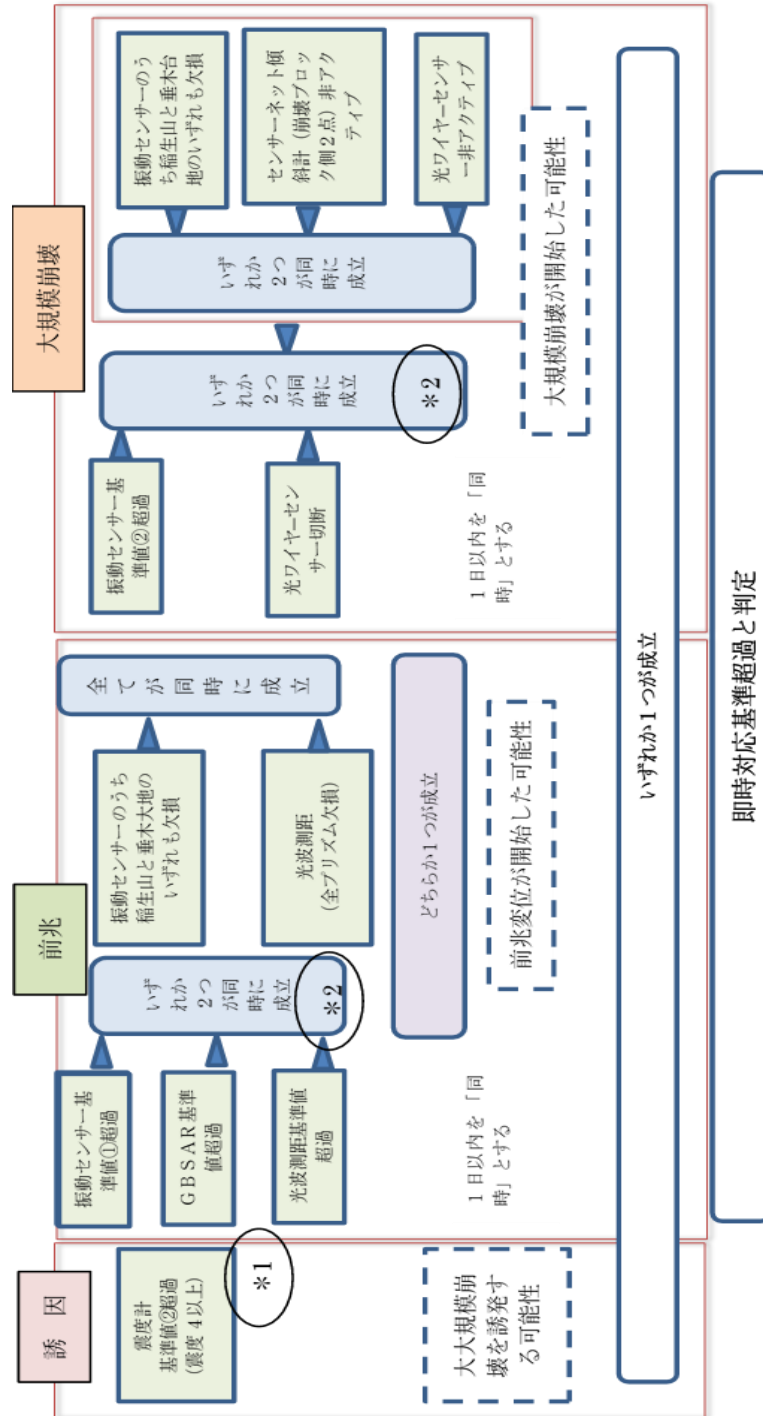 誘 因
震度計
基準値②超過
(震度 4以上)
*1
大大規模崩
壊を誘発す
る可能性
前兆
振動センサー基
準値①超過
GBSAR基準
値超過
光波測距基準値
超過
いず
れか
2つ
が同
時に
成立
*2
振動センサーのうち
稲生山と垂木大地の
いずれも欠損
光波測距
(全プリズム欠損)
全てが同時に成立
どちらか1つが成立
1日以内を「同
時」とする
前兆変位が開始した可能性
大規模崩壊
振動センサー基
準値②超過
光ワイヤーセン
サー切断
いず
れか
2つ
が同
時に
成立
*2
いず
れか
2つ
が同
時に
成立
振動センサーのう
ち稲生山と垂木台
地のいずれも欠損
センサーネット傾
斜計(崩壊ブロッ
ク側2点)非アク
ティブ
光ワイヤーセンサ
ー非アクティブ
1日以内を「同
時」とする
大規模崩壊が開始した可能性
いずれか1つが成立
即時対応基準超過と判定